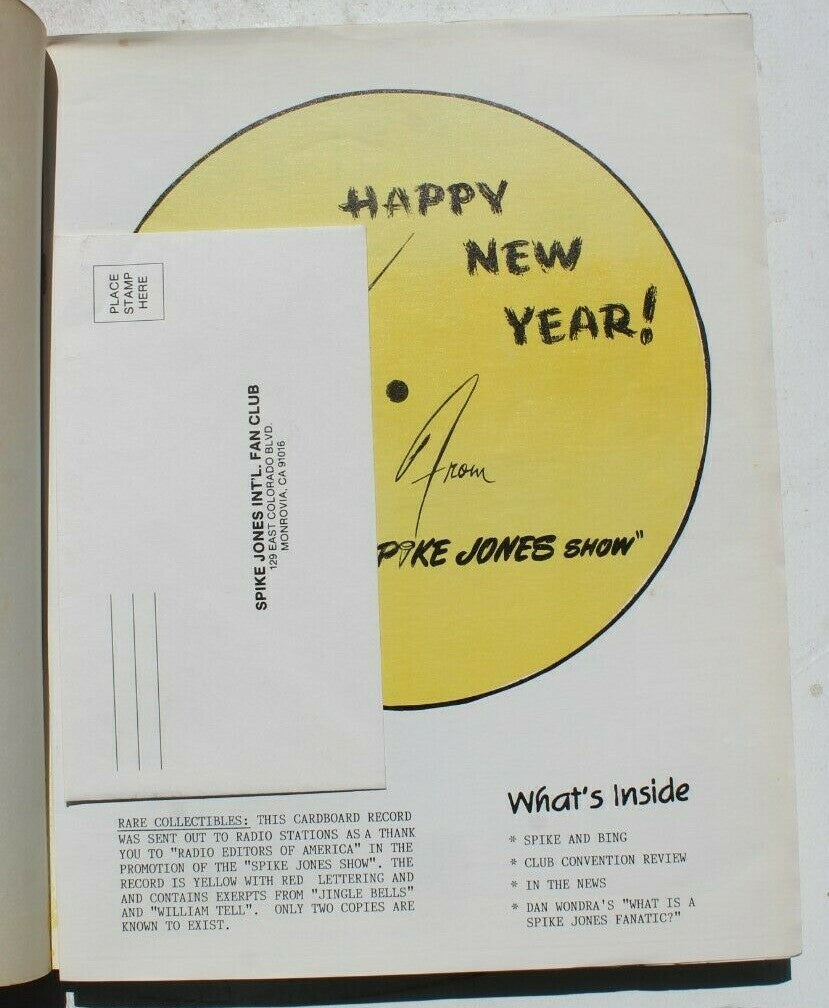 HAPPY
NEW
YEAR!
From
PIKE JONES SHOW"
PLACE
STAMP
HERE
SPIKE JONES INT'L. FAN CLUB
129 EAST COLORADO BLVD.
MONROVIA, CA 91016
RARE COLLECTIBLES: THIS CARDBOARD RECORD
WAS SENT OUT TO RADIO STATIONS AS A THANK
YOU TO "RADIO EDITORS OF AMERICA" IN THE
PROMOTION OF THE "SPIKE JONES SHOW". THE
RECORD IS YELLOW WITH RED LETTERING AND
AND CONTAINS EXERPTS FROM "JINGLE BELLS"
AND "WILLIAM TELL". ONLY TWO COPIES ARE
KNOWN TO EXIST.
What's Inside
* SPIKE AND BING
* CLUB CONVENTION REVIEW
* IN THE NEWS
* DAN WONDRA'S "WHAT IS A
SPIKE JONES FANATIC?"